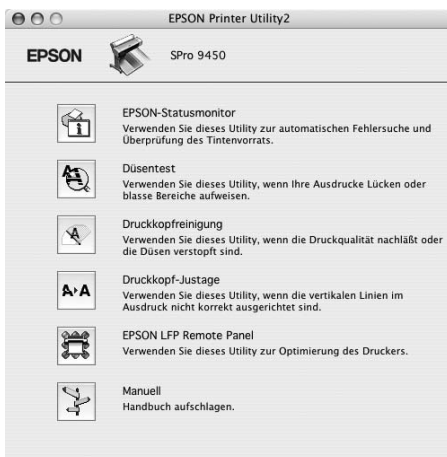 EPSON Printer Utility2
EPSON
SPro 9450
EPSON-Statusmonitor
Verwenden Sie dieses Utility zur automatischen Fehlersuche und
Überprüfung des Tintenvorrats.
Düsentest
Verwenden Sie dieses Utility, wenn Ihre Ausdrucke Lücken oder
blasse Bereiche aufweisen.
Druckkopfreinigung
Verwenden Sie dieses Utility, wenn die Druckqualität nachläßt oder
die Düsen verstopft sind.
A▸A
Druckkopf-Justage
Verwenden Sie dieses Utility, wenn die vertikalen Linien im
Ausdruck nicht korrekt ausgerichtet sind.
EPSON LFP Remote Panel
Verwenden Sie dieses Utility zur Optimierung des Druckers.
Manuell
Handbuch aufschlagen.